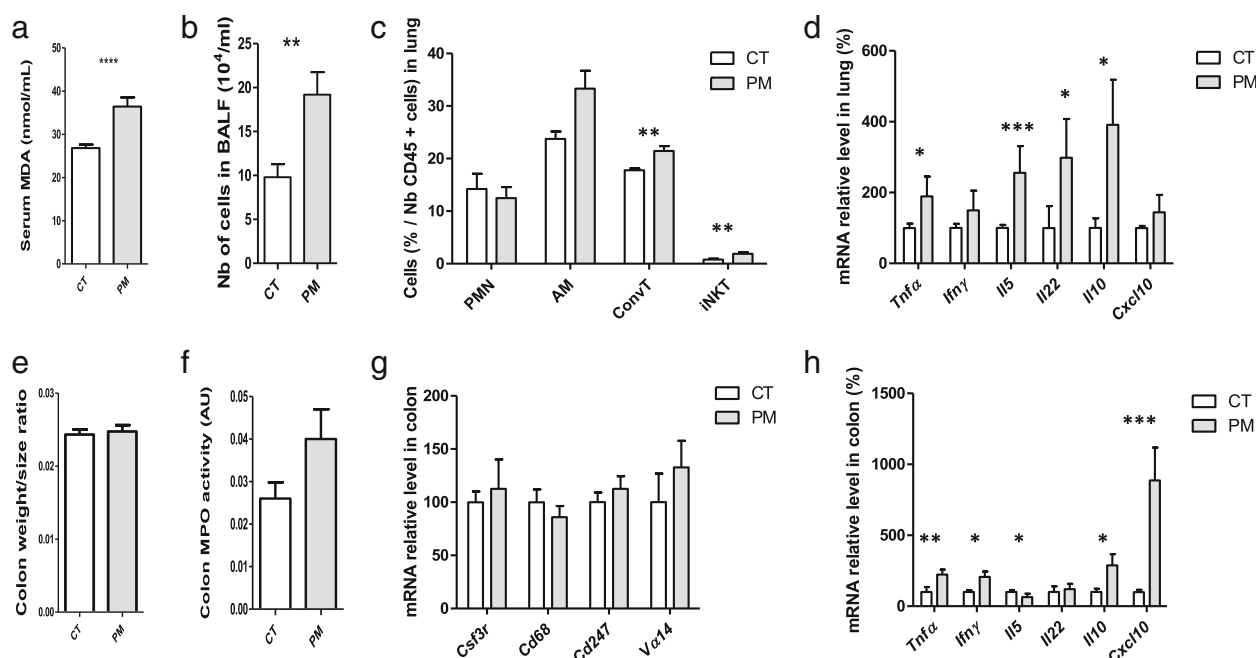 a
Serum MDA (nmol/mL)
50
40
30
20
10
0
****
CT
PM
b
Nb of cells in BALF (10⁴/ml)
25
20
15
10
5
0
**
CT
PM
c
Cells (% / Nb CD45 + cells) in lung
40
30
20
10
0
**
**
PMN
AM
ConvT
iNKT
CT
PM
d
mRNA relative level in lung (%)
600
400
200
0
*
***
*
*
Tnfα
Ifnγ
Il5
Il22
Il10
Cxcl10
CT
PM
e
Colon weight/size ratio
0.03
0.02
0.01
0.00
CT
PM
f
Colon MPO activity (AU)
0.05
0.04
0.03
0.02
0.01
0.00
CT
PM
g
mRNA relative level in colon
200
150
100
50
0
Csf3r
Cd68
Cd247
Vα14
CT
PM
h
mRNA relative level in colon (%)
1500
1000
500
0
**
*
*
*
***
Tnfα
Ifnγ
Il5
Il22
Il10
Cxcl10
CT
PM